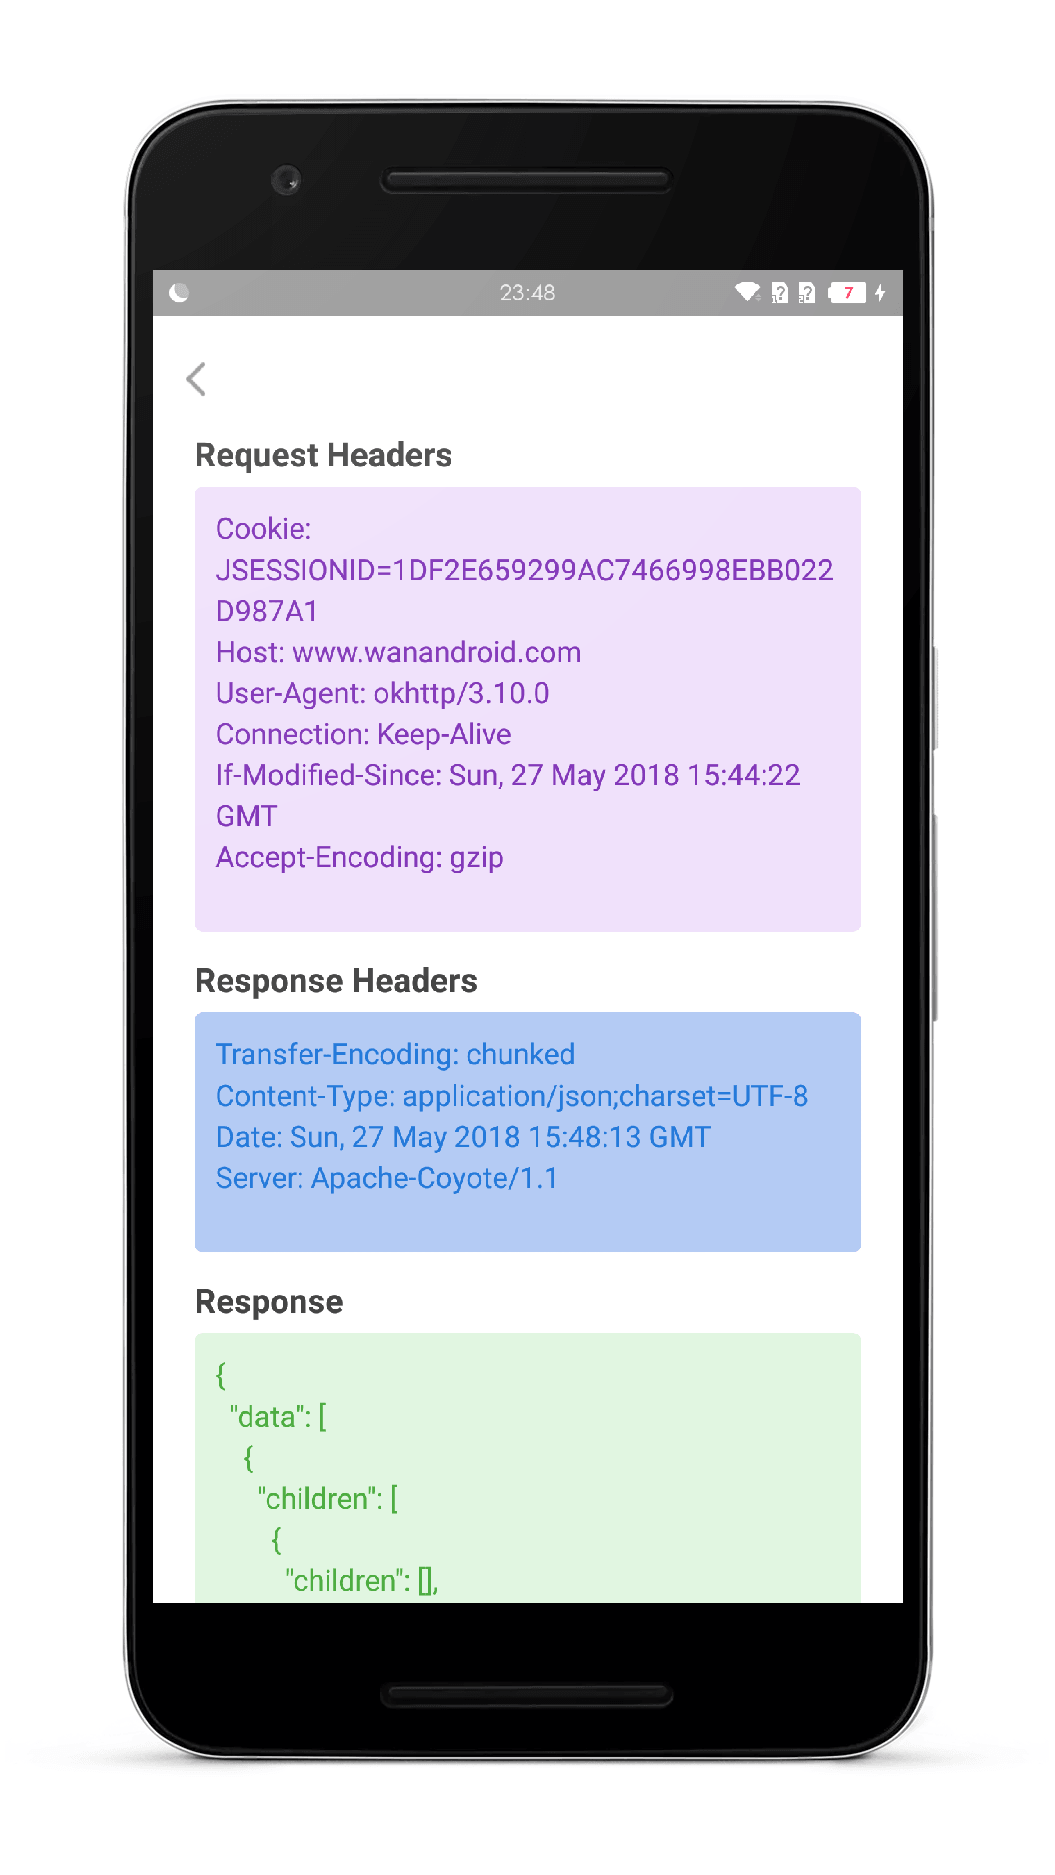 23:48
7
Request Headers
Cookie:
JSESSIONID=1DF2E659299AC7466998EBB022
D987A1
Host: www.wanandroid.com
User-Agent: okhttp/3.10.0
Connection: Keep-Alive
If-Modified-Since: Sun, 27 May 2018 15:44:22
GMT
Accept-Encoding: gzip
Response Headers
Transfer-Encoding: chunked
Content-Type: application/json;charset=UTF-8
Date: Sun, 27 May 2018 15:48:13 GMT
Server: Apache-Coyote/1.1
Response
{
"data": [
{
"children": [
{
"children": [],